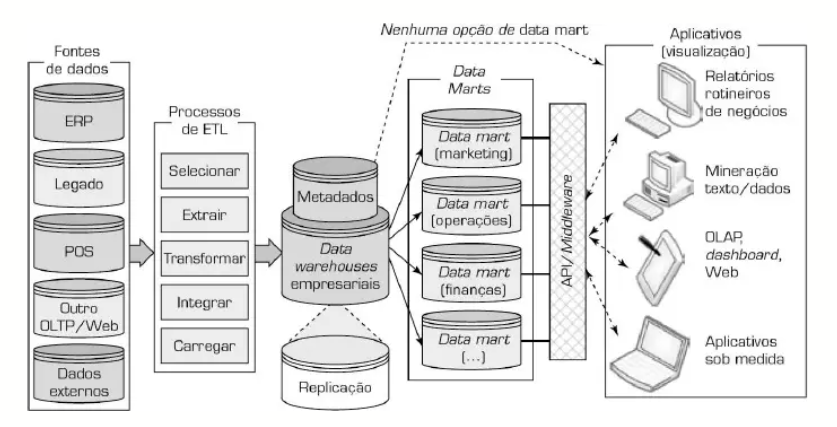 Nenhuma opção de data mart
Fontes
de dados
ERP
Legado
POS
Outro
OLTP/Web
Dados
externos
Processos
de ETL
Selecionar
Extrair
Transformar
Integrar
Carregar
Metadados
Data
warehouses
empresariais
Replicação
Data
Marts
Data mart
(marketing)
Data mart
(operações)
Data mart
(finanças)
Data mart
(...)
API/Middleware
Aplicativos
(visualização)
Relatórios
rotineiros
de negócios
Mineração
texto/dados
OLAP,
dashboard,
Web
Aplicativos
sob medida